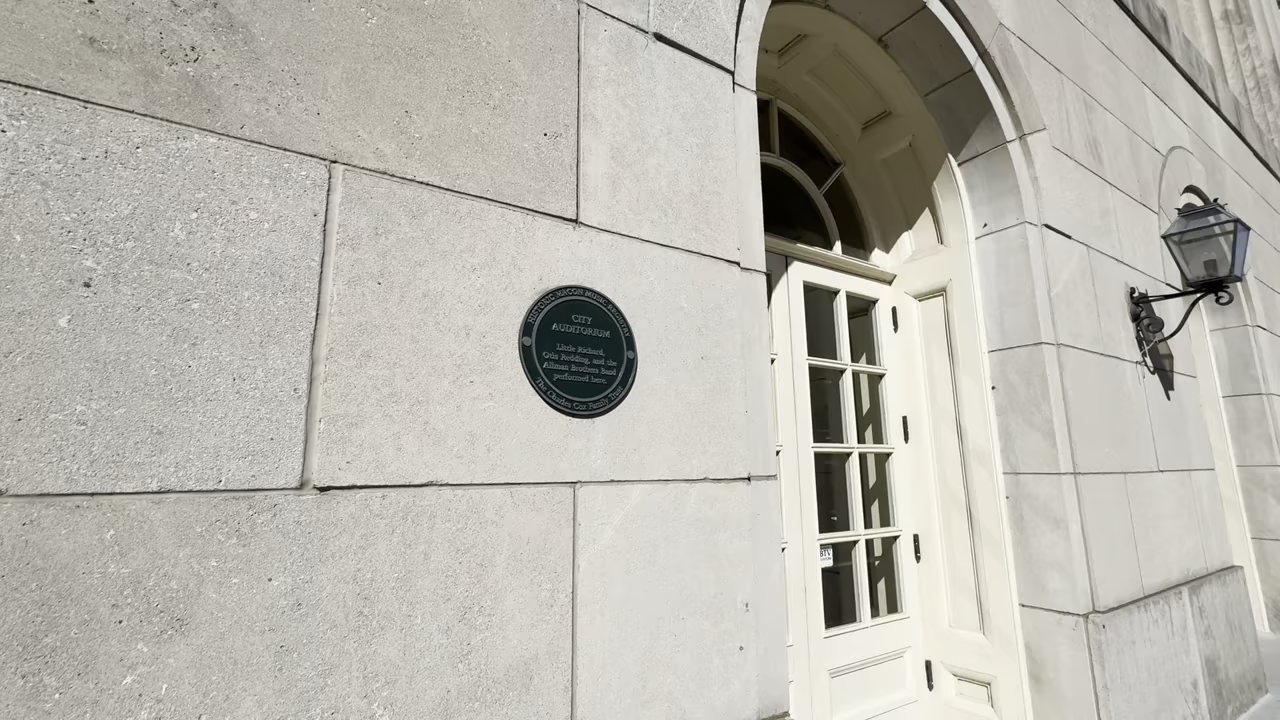 HISTORIC MACON MUSIC REGISTRY
CITY
AUDITORIUM
Little Richard,
Otis Redding, and the
Allman Brothers Band
performed here.
The Charles Cox Family Trust